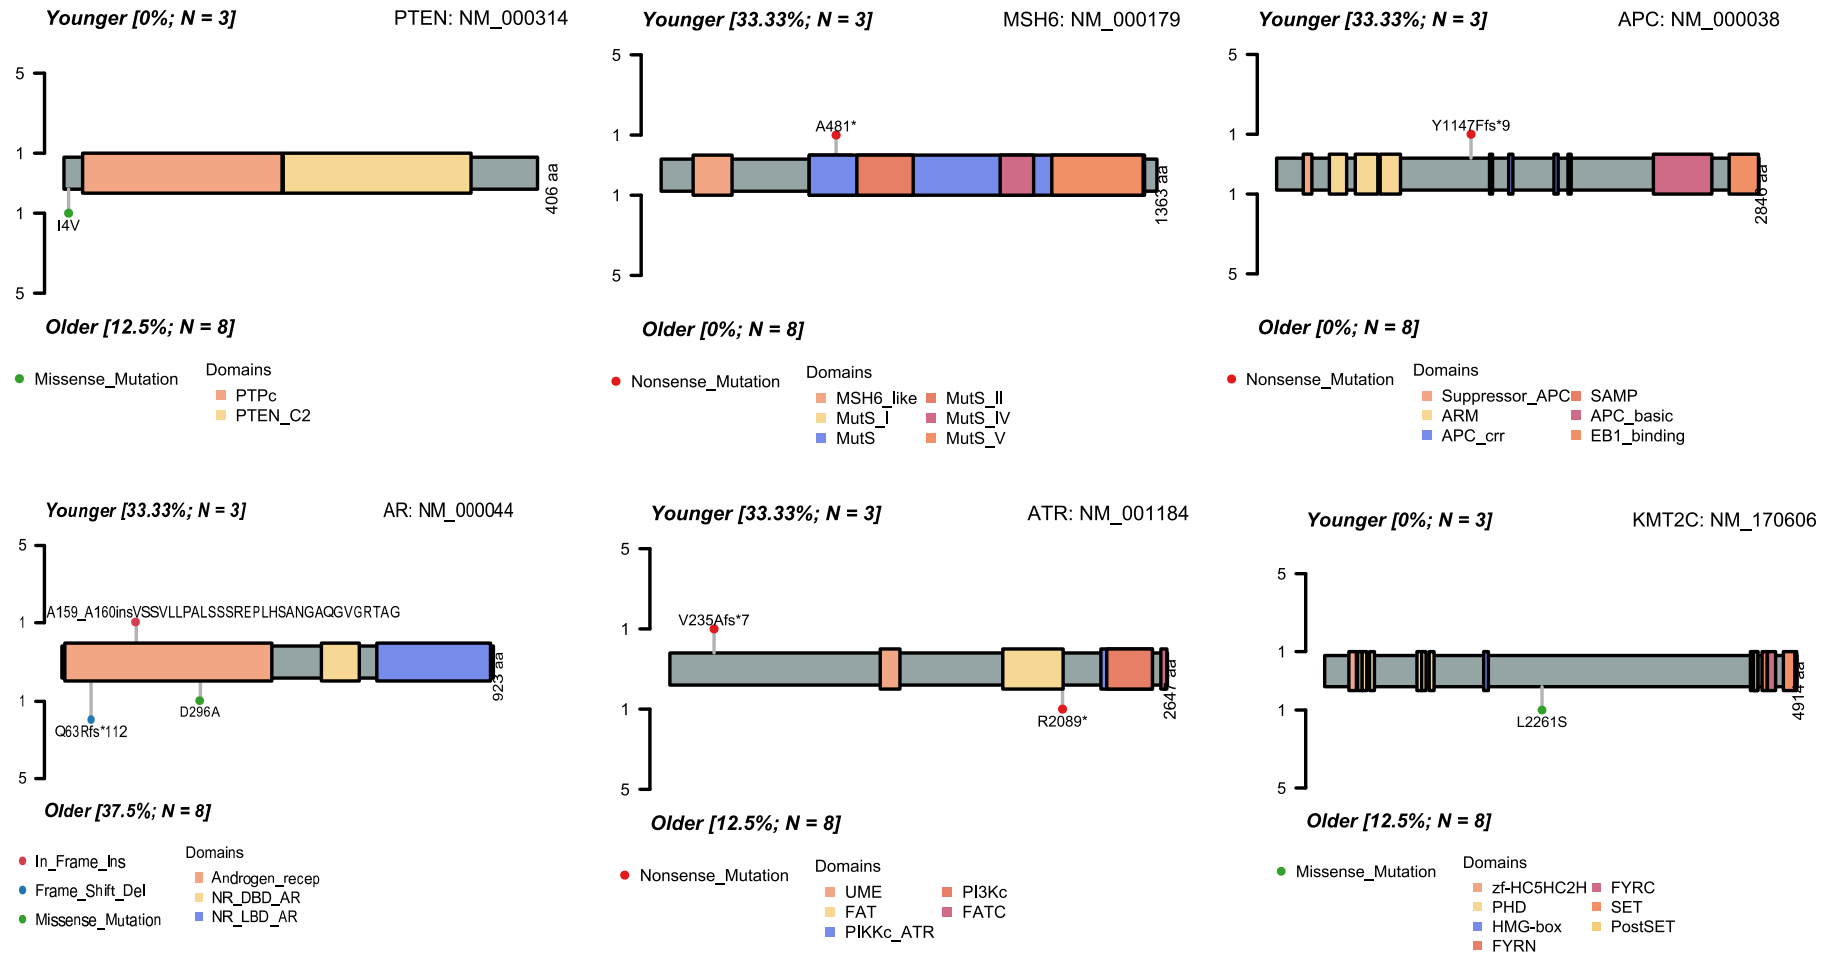 Younger [0%; N = 3]
PTEN: NM_000314
5
1
406 aa
1
I4V
5
Older [12.5%; N = 8]
Missense_Mutation
Domains
PTPc
PTEN_C2
Younger [33.33%; N = 3]
MSH6: NM_000179
5
A481*
1
1363 aa
1
5
Older [0%; N = 8]
Nonsense_Mutation
Domains
MSH6_like
MutS_II
MutS_I
MutS_IV
MutS
MutS_V
Younger [33.33%; N = 3]
APC: NM_000038
5
Y1147Ffs*9
1
2846 aa
1
5
Older [0%; N = 8]
Nonsense_Mutation
Domains
Suppressor_APC
SAMP
ARM
APC_basic
APC_crr
EB1_binding
Younger [33.33%; N = 3]
AR: NM_000044
5
A159_A160insVSSVLLPALSSSREPLHSANGAQGVGRTAG
1
923 aa
1
D296A
Q63Rfs*112
5
Older [37.5%; N = 8]
In_Frame_Ins
Frame_Shift_Del
Missense_Mutation
Domains
Androgen_recep
NR_DBD_AR
NR_LBD_AR
Younger [33.33%; N = 3]
ATR: NM_001184
5
V235Afs*7
1
2647 aa
1
R2089*
5
Older [12.5%; N = 8]
Nonsense_Mutation
Domains
UME
PI3Kc
FAT
FATC
PIKKc_ATR
Younger [0%; N = 3]
KMT2C: NM_170606
5
1
4914 aa
1
L2261S
5
Older [12.5%; N = 8]
Missense_Mutation
Domains
zf-HC5HC2H
FYRC
PHD
SET
HMG-box
PostSET
FYRN